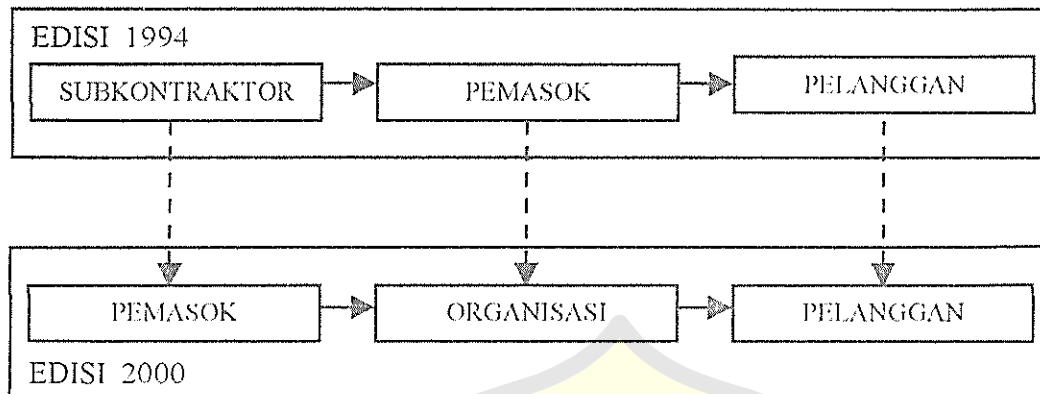 EDISI 1994
SUBKONTRAKTOR
PEMASOK
PELANGGAN
PEMASOK
ORGANISASI
PELANGGAN
EDISI 2000